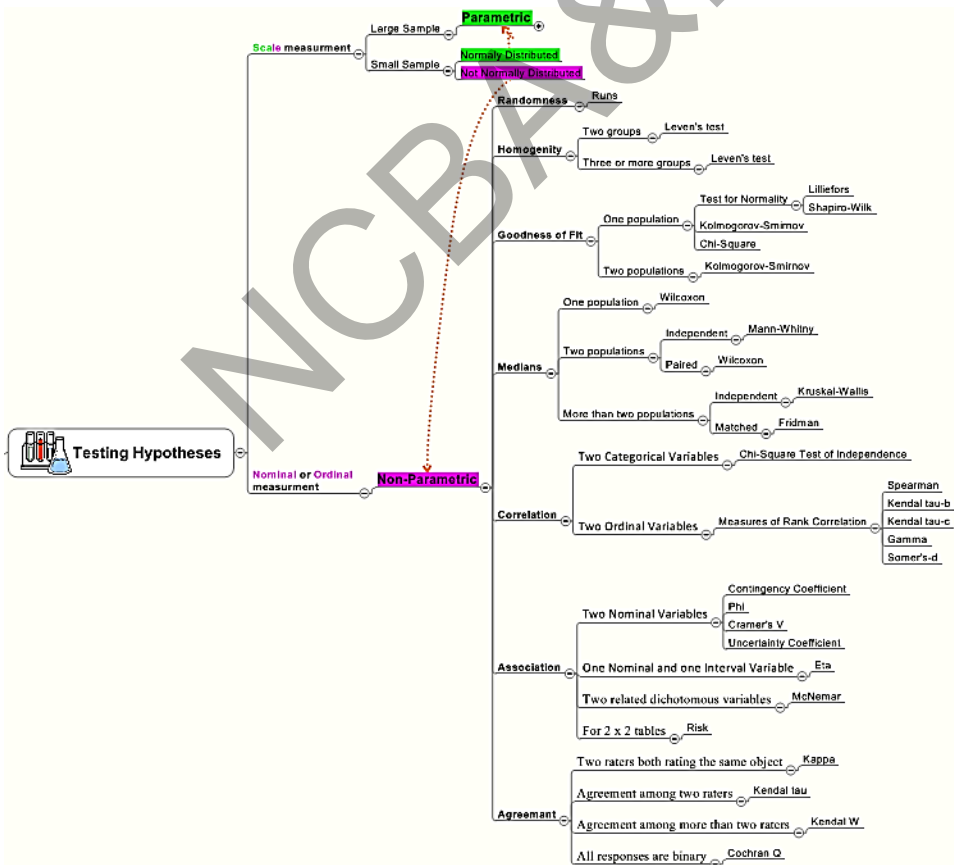 NCBA&
Testing Hypotheses
Scale measurment
Large Sample
Parametric
Small Sample
Normaly Distributed
Not Normally Distributed
Nominal or Ordinal
measurment
Non-Parametric
Randomness
Runs
Homogenity
Two groups
Leven's test
Three or more groups
Leven's test
Goodness of Fit
One population
Test for Normality
Lilliefors
Shapiro-Wilk
Kolmogorov-Smirnov
Chi-Square
Two populations
Kolmogorov-Smirnov
Medians
One population
Wilcoxon
Two populations
Independent
Mann-Whitny
Paired
Wilcoxon
More than two populations
Independent
Kruskal-Wallis
Matched
Fridman
Correlation
Two Categorical Variables
Chi-Square Test of Independence
Two Ordinal Variables
Measures of Rank Correlation
Spearman
Kendal tau-b
Kendal tau-c
Gamma
Somer's-d
Association
Two Nominal Variables
Contingency Coefficient
Phi
Cramer's V
Uncertainty Coefficient
One Nominal and one Interval Variable
Eta
Two related dichotomous variables
McNemar
For 2 x 2 tables
Risk
Agreemant
Two raters both rating the same object
Kappa
Agreement among two raters
Kendal tau
Agreement among more than two raters
Kendal W
All responses are binary
Cochran Q